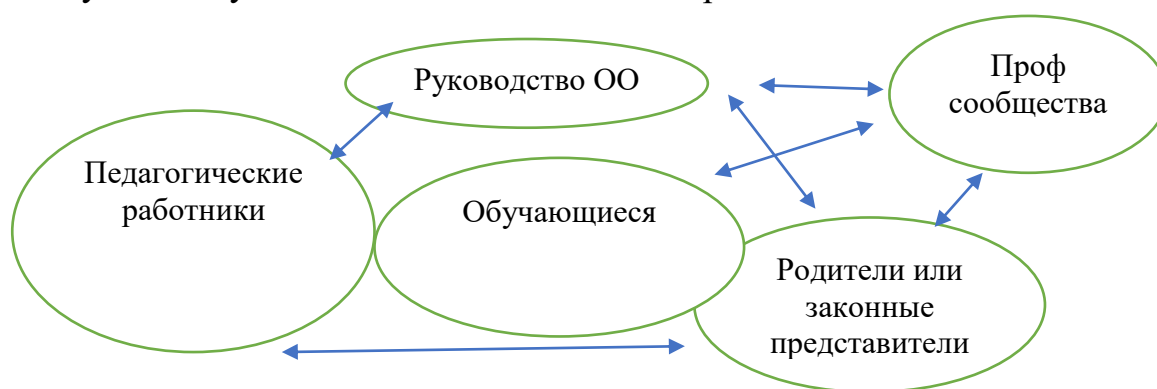 Руководство ОО
Проф
сообщества
Педагогические
работники
Обучающиеся
Родители или
законные
представители